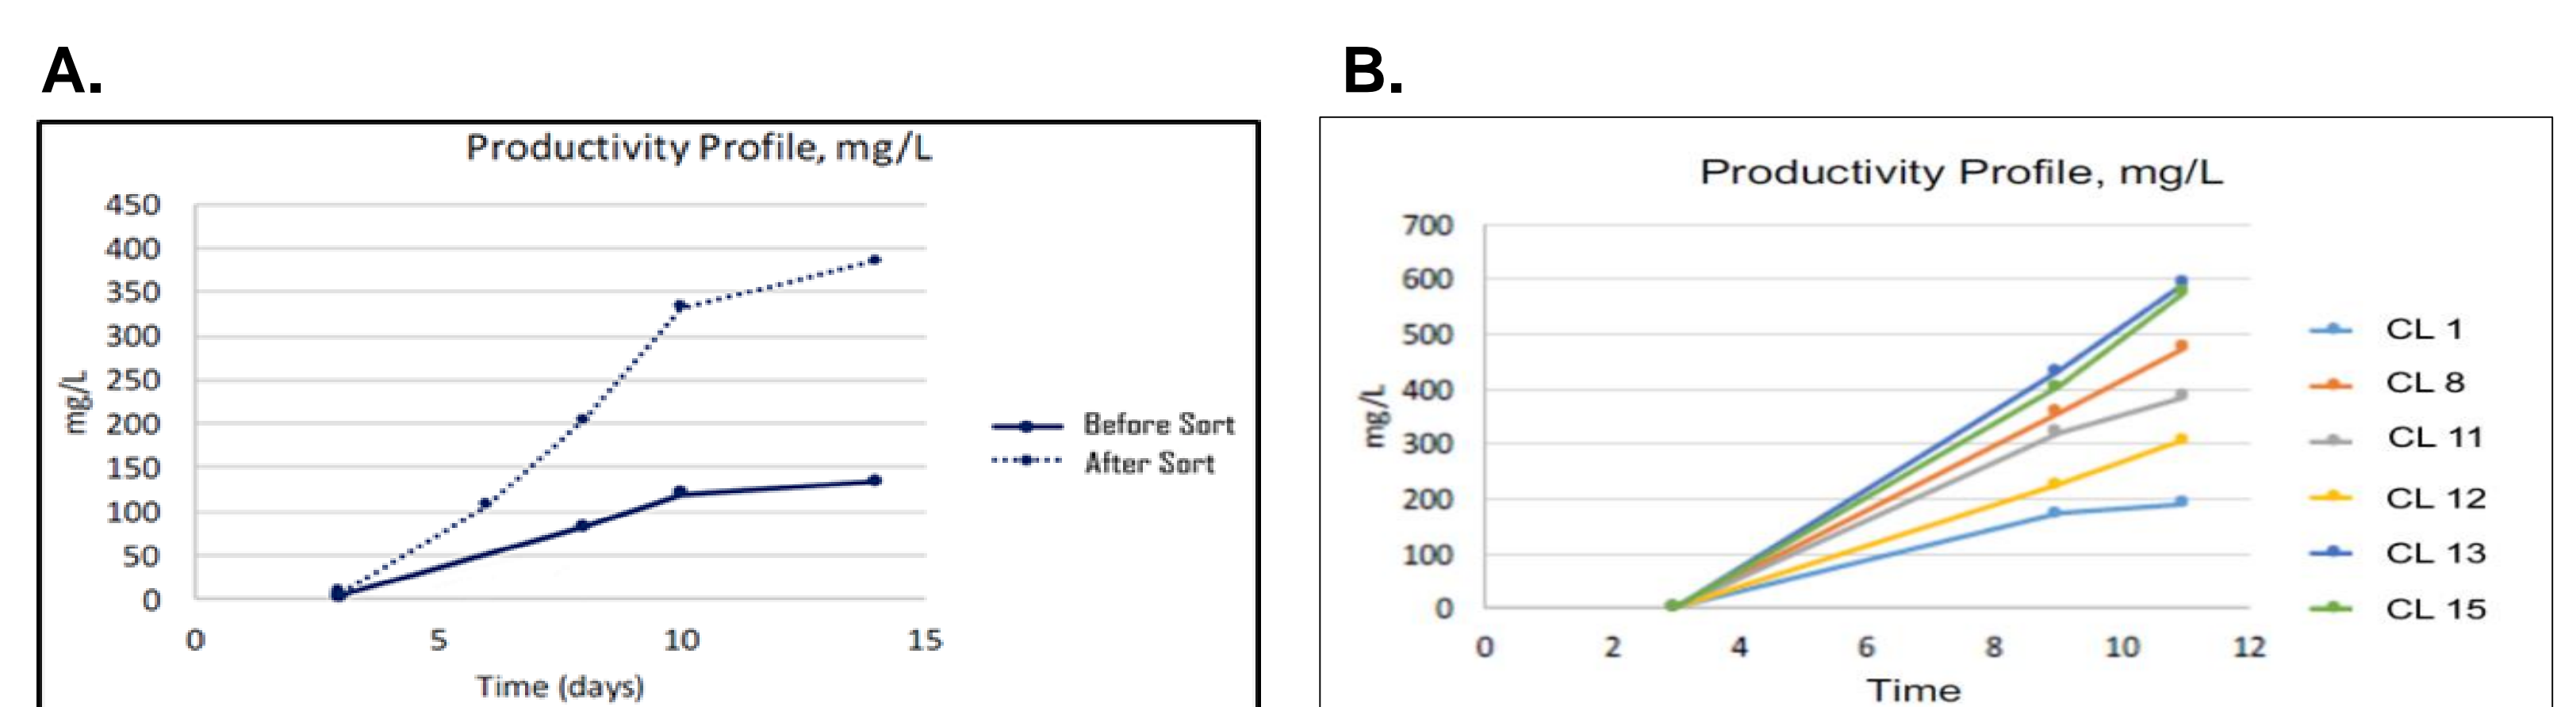 A.
Productivity Profile, mg/L
450
400
350
300
250
200
150
100
50
0
mg/L
0 5 10 15
Time (days)
Before Sort
After Sort
B.
Productivity Profile, mg/L
700
600
500
400
300
200
100
0
mg/L
0 2 4 6 8 10 12
Time
CL 1
CL 8
CL 11
CL 12
CL 13
CL 15